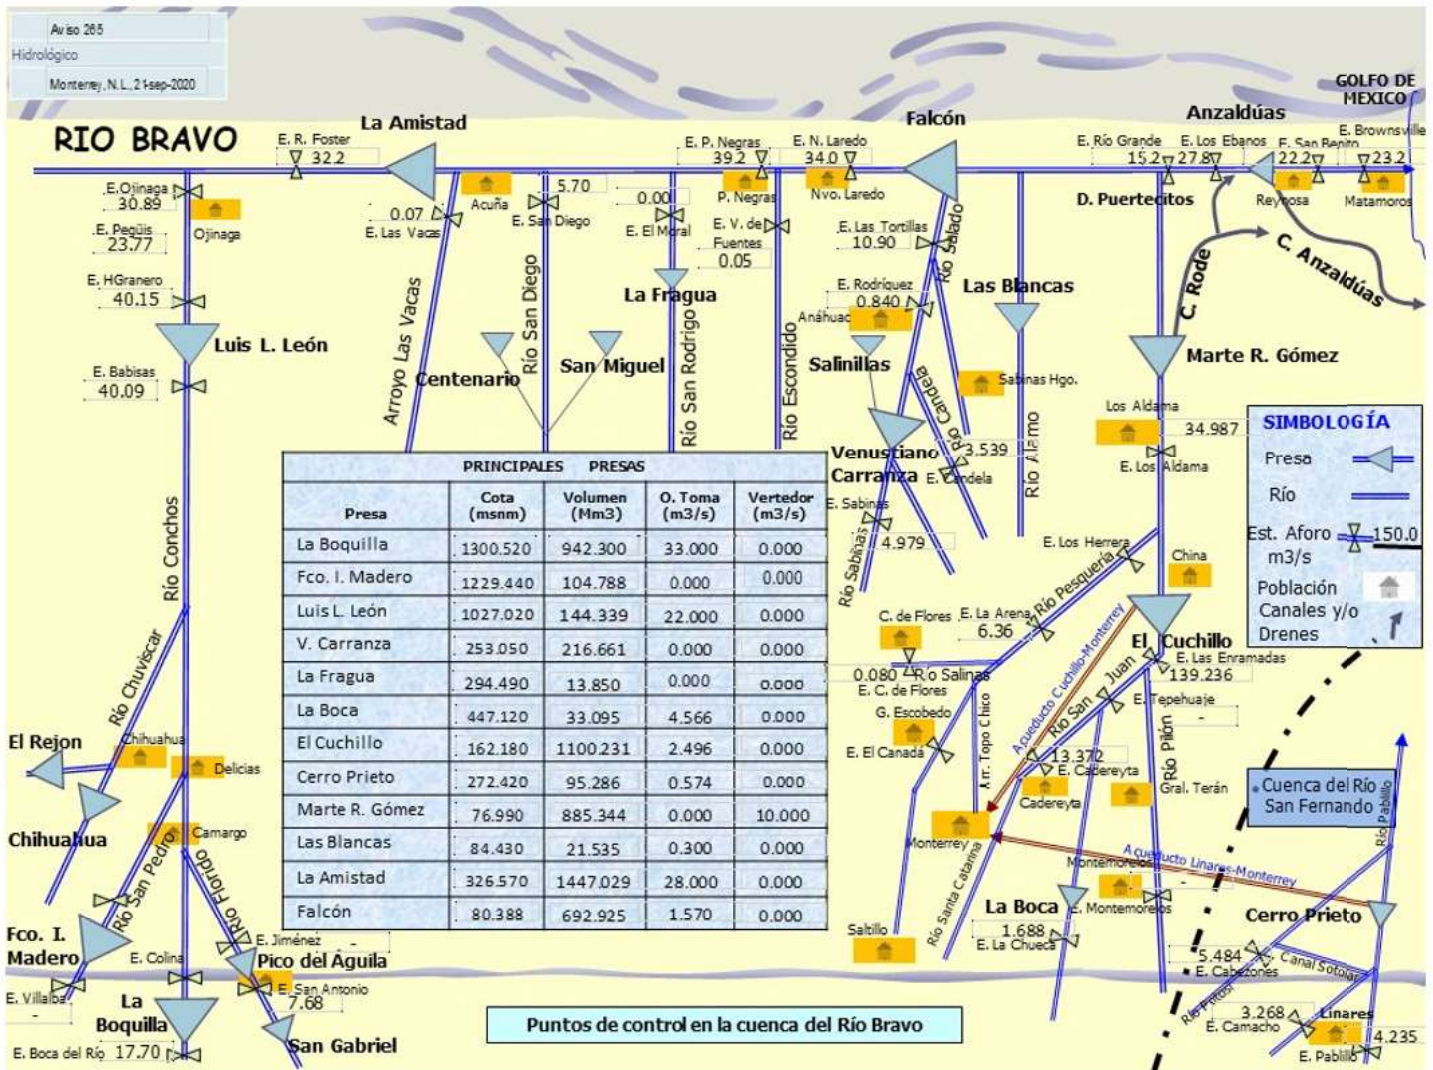 Aviso 265
Hidrológico
Monterrey, N.L., 21-sep-2020
GOLFO DE
MEXICO
RIO BRAVO
La Amistad
Falcón
Anzaldúas
E. R. Foster
32.2
E. P. Negras
39.2
E. N. Laredo
34.0
E. Río Grande
15.2
E. Los Ebanos
27.8
E. San Benito
22.2
E. Brownsville
23.2
E.Ojinaga
30.89
Ojinaga
E. Pegüis
23.77
E. HGranero
40.15
Luis L. León
E. Babisas
40.09
0.07
E. Las Vacas
Acuña
5.70
E. San Diego
0.00
E. El Moral
P. Negras
E. V. de
Fuentes
0.05
Nvo. Laredo
E. Las Tortillas
10.90
Río Salado
D. Puertecitos
Reynosa
Matamoros
C. Rode
C. Anzaldúas
La Fragua
E. Rodríguez
0.840
Anáhuac
Las Blancas
Salinillas
Centenario
San Miguel
Arroyo Las Vacas
Río San Diego
Río San Rodrigo
Río Escondido
Río Candela
Sabinas Hgo.
Río Alamo
Marte R. Gómez
Los Aldama
34.987
E. Los Aldama
Venustiano
Carranza
3.539
E. Candela
E. Sabinas
4.979
Río Sabinas
SIMBOLOGÍA
Presa
Río
Est. Aforo
m3/s
150.0
Población
Canales y/o
Drenes
PRINCIPALES PRESAS
Presa Cota (msnm) Volumen (Mm3) O. Toma (m3/s) Vertedor (m3/s)
La Boquilla 1300.520 942.300 33.000 0.000
Fco. I. Madero 1229.440 104.788 0.000 0.000
Luis L. León 1027.020 144.339 22.000 0.000
V. Carranza 253.050 216.661 0.000 0.000
La Fragua 294.490 13.850 0.000 0.000
La Boca 447.120 33.095 4.566 0.000
El Cuchillo 162.180 1100.231 2.496 0.000
Cerro Prieto 272.420 95.286 0.574 0.000
Marte R. Gómez 76.990 885.344 0.000 10.000
Las Blancas 84.430 21.535 0.300 0.000
La Amistad 326.570 1447.029 28.000 0.000
Falcón 80.388 692.925 1.570 0.000
Río Conchos
Río Chuviscar
El Rejon
Chihuahua
Delicias
Chihuahua
Camargo
Río San Pedro
Río Florido
Fco. I.
Madero
E. Jiménez
-
E. Colina
Pico del Aguila
E. San Antonio
7.68
E. Villalba
-
La
Boquilla
San Gabriel
E. Boca del Río
17.70
E. Los Herrera
China
Río Pesquería
C. de Flores
E. La Arena
6.36
Acueducto Cuchillo-Monterrey
El Cuchillo
E. Las Enramadas
139.236
0.080
Río Salinas
E. C. de Flores
Río San Juan
E. Tepehuaje
-
G. Escobedo
E. El Canadá
Arr. Topo Chico
13.372
E. Cadereyta
Cadereyta
Río Pilón
Gral. Terán
Monterrey
Río Santa Catarina
Acueducto Linares-Monterrey
Montemorelos
-
E. Montemorelos
La Boca
1.688
E. La Chueca
Saltillo
Cuenca del Río
San Fernando
Río Pablillo
Cerro Prieto
5.484
E. Cabezones
Canal Sotolar
Río Potosí
3.268
E. Camacho
Linares
4.235
E. Pablillo
Puntos de control en la cuenca del Río Bravo